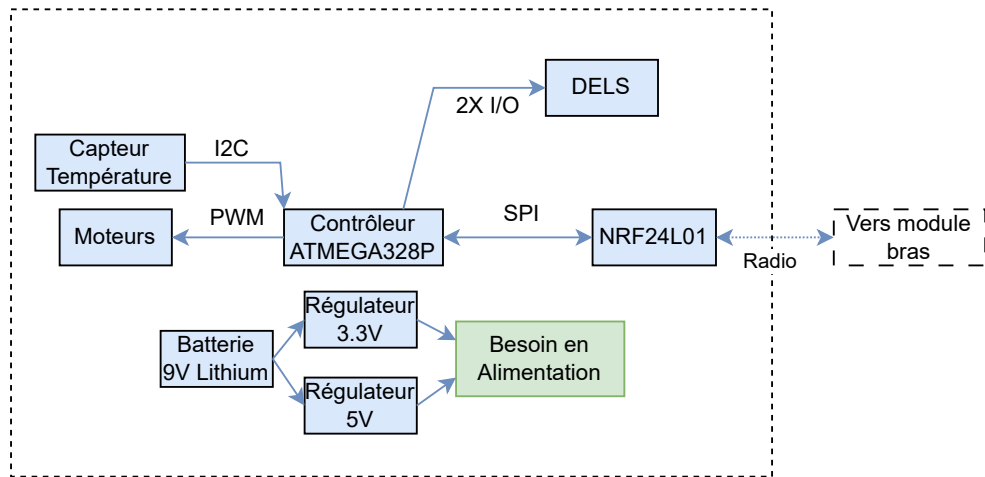 DELS
2X I/O
Capteur
Température
I2C
Moteurs
PWM
Contrôleur
ATMEGA328P
SPI
NRF24L01
Radio
Vers module
bras
Batterie
9V Lithium
Régulateur
3.3V
Régulateur
5V
Besoin en
Alimentation